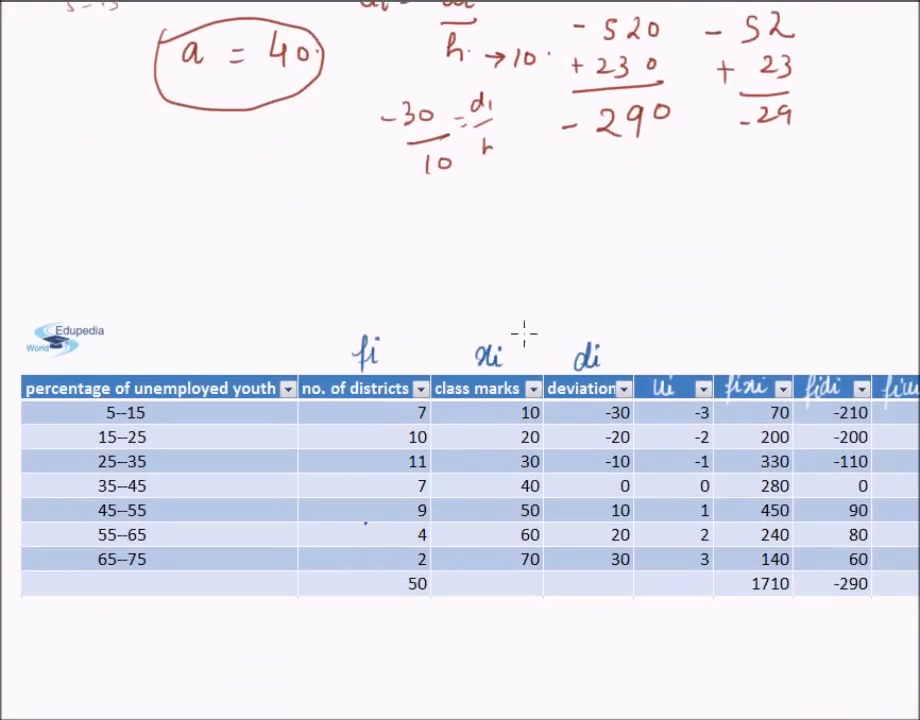 a = 40.
h. → 10.
-30/10 = di/h
- 520
+ 230
- 290
- 52
+ 23
- 29
Edupedia
World
fi xi di
percentage of unemployed youth no. of districts class marks deviation ui fixi fidi fiui
5--15 7 10 -30 -3 70 -210
15--25 10 20 -20 -2 200 -200
25--35 11 30 -10 -1 330 -110
35--45 7 40 0 0 280 0
45--55 9 50 10 1 450 90
55--65 4 60 20 2 240 80
65--75 2 70 30 3 140 60
50 1710 -290